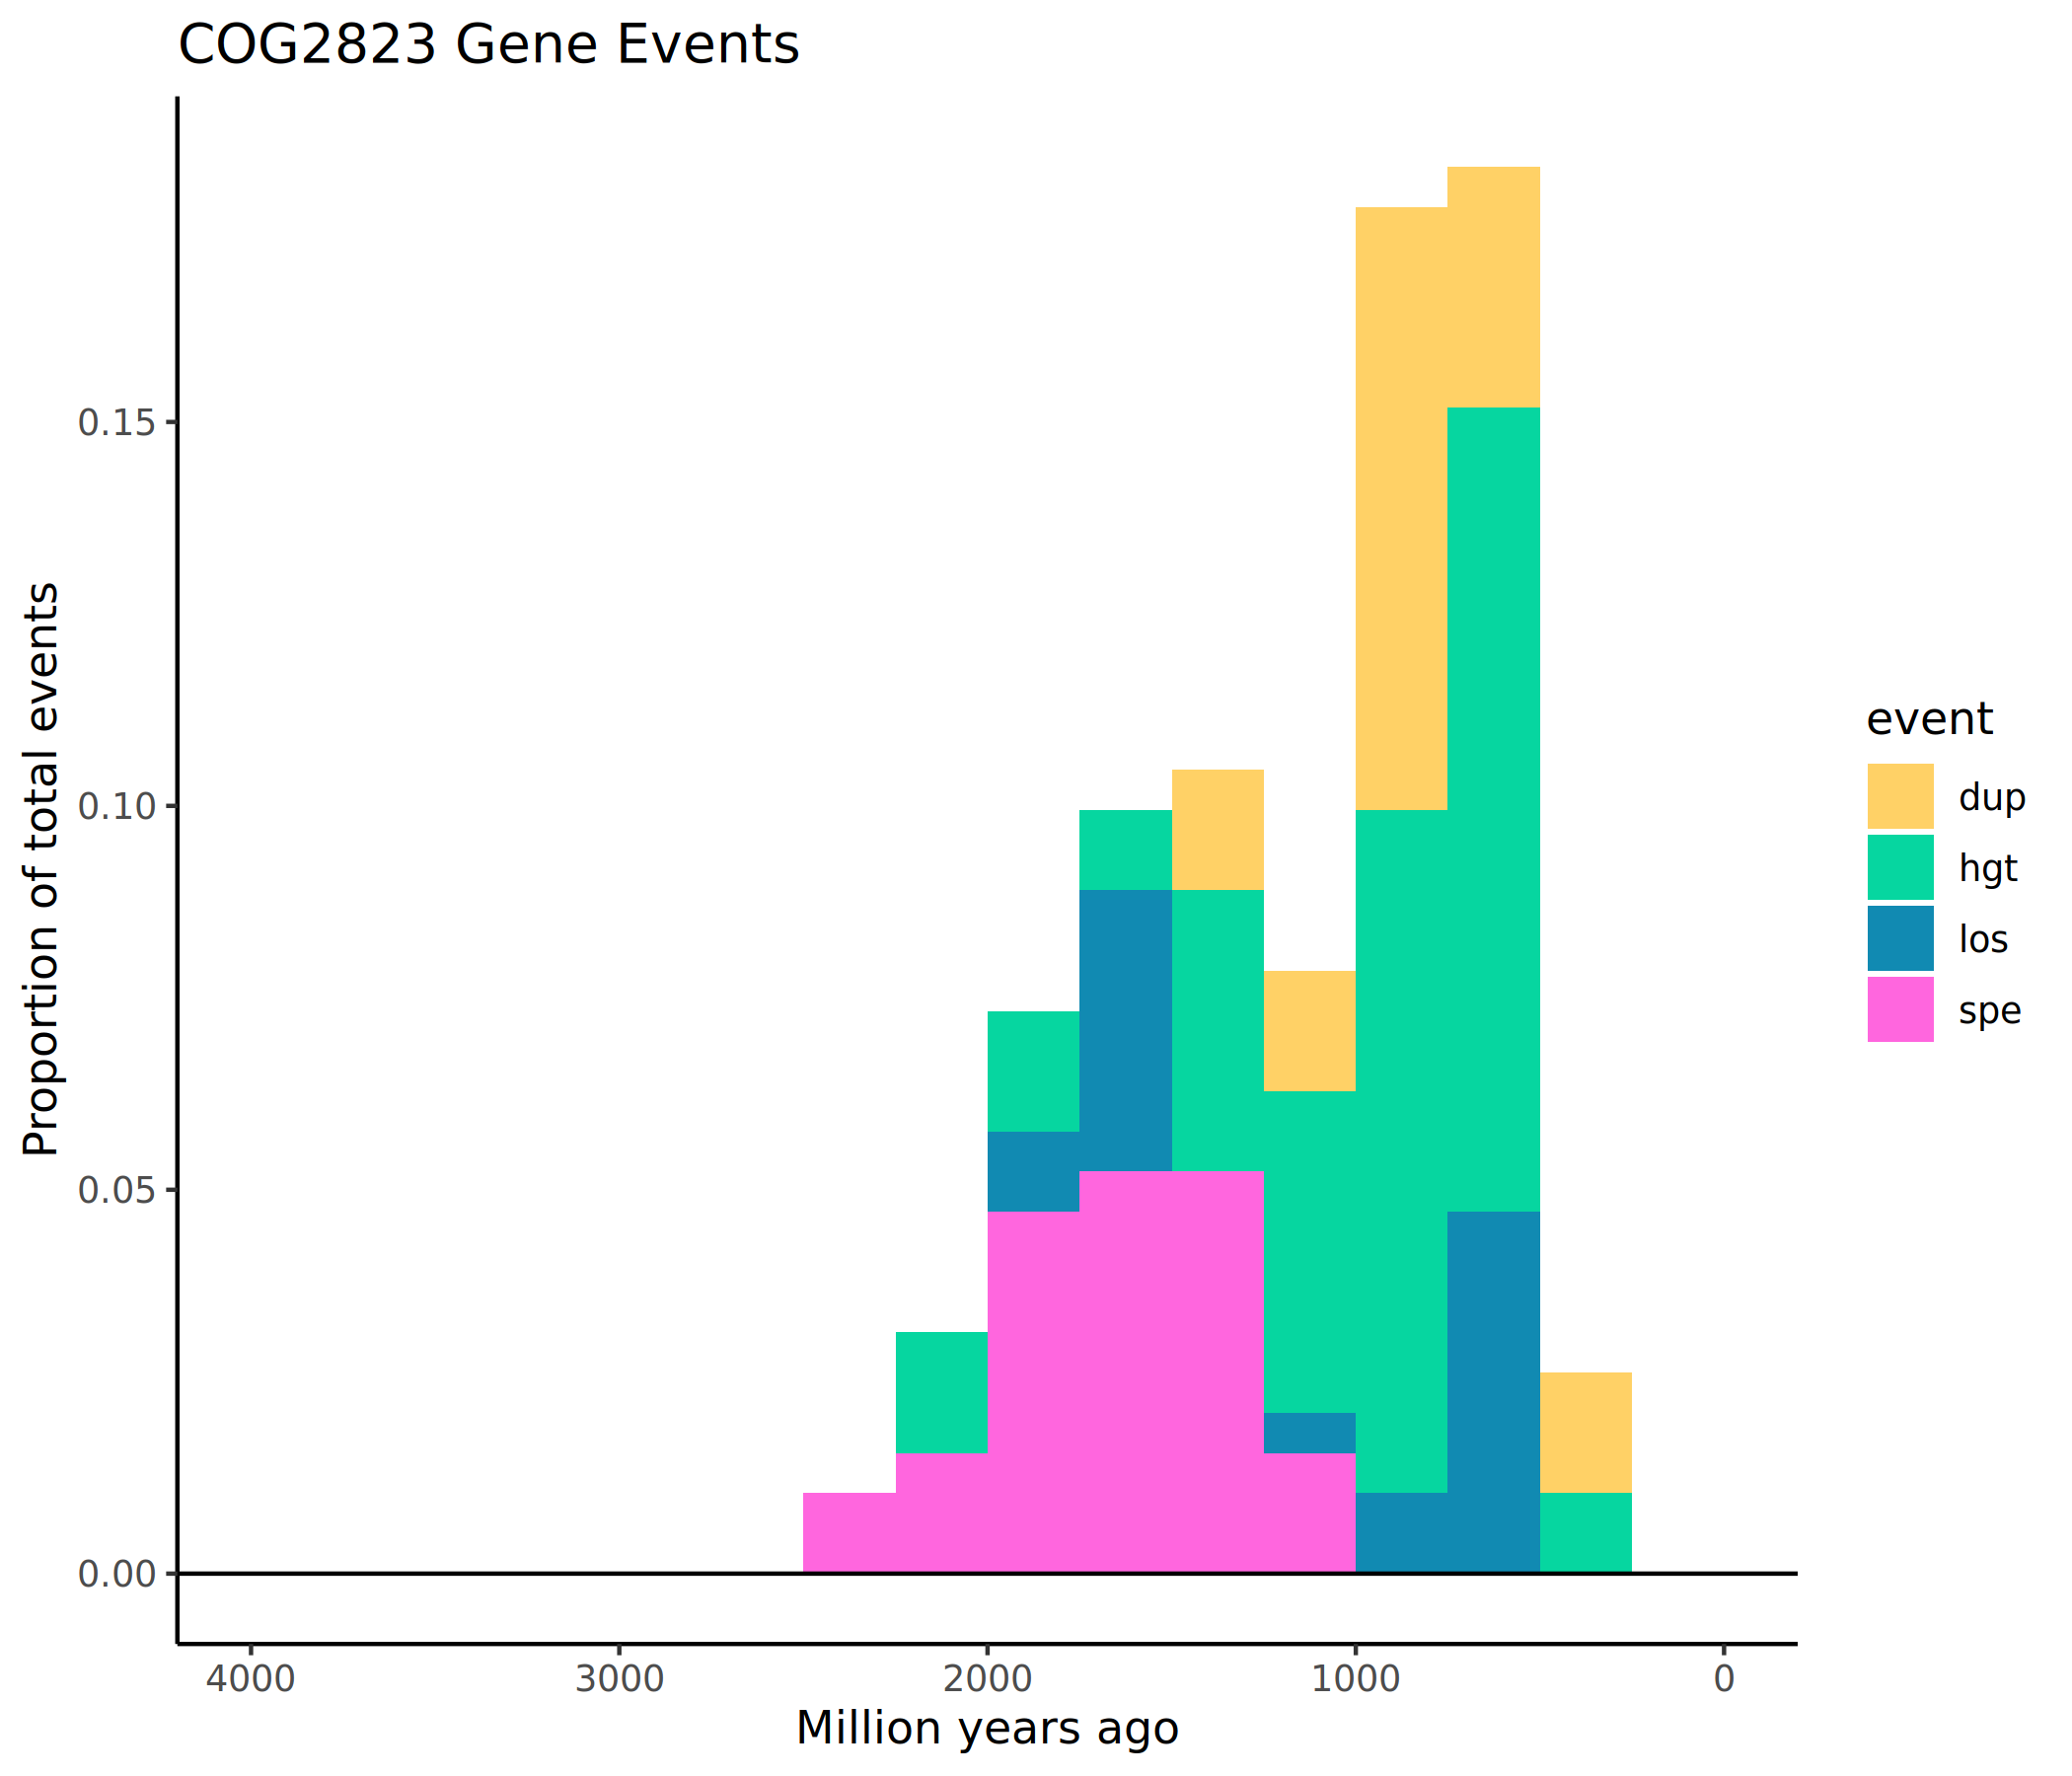 COG2823 Gene Events
Proportion of total events
0.15
0.10
0.05
0.00
4000 3000 2000 1000 0
Million years ago
event
dup
hgt
los
spe